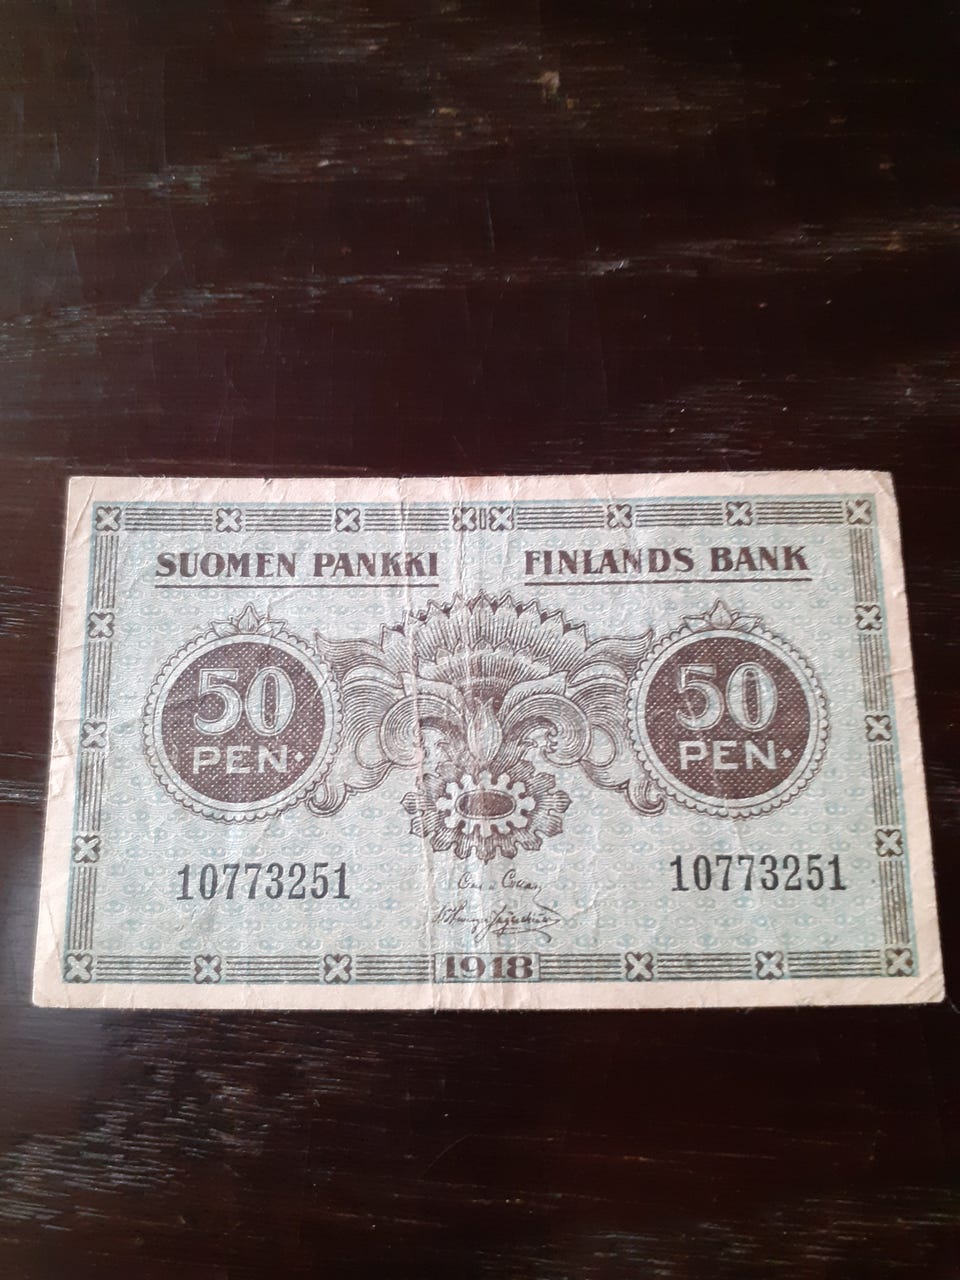 SUOMEN PANKKI FINLANDS BANK
50 50
PEN. PEN.
10773251 10773251
1918